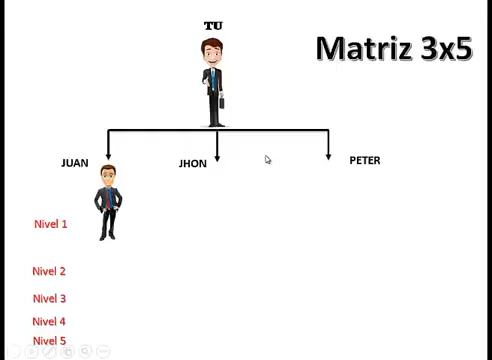 TU
Matriz 3x5
JUAN
JHON
PETER
Nivel 1
Nivel 2
Nivel 3
Nivel 4
Nivel 5